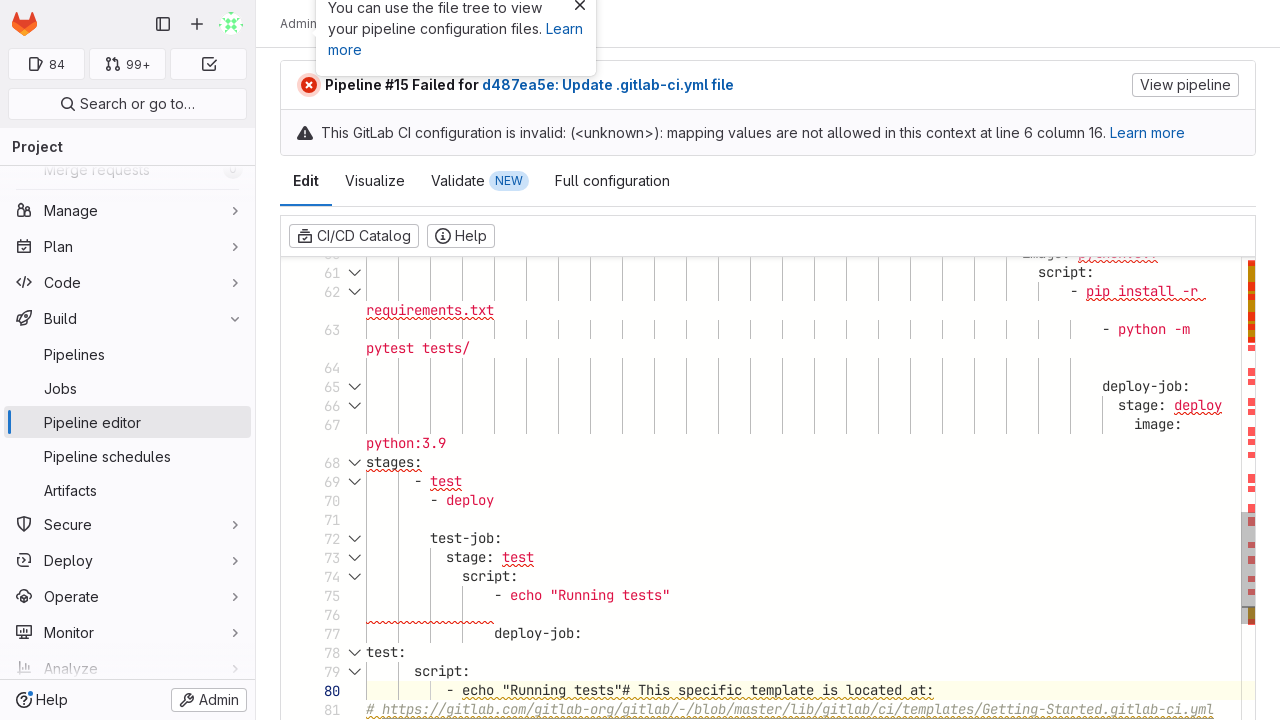 Admin
You can use the file tree to view
your pipeline configuration files. Learn
more
84
99+
Search or go to…
Project
Merge requests
Manage
Plan
Code
Build
Pipelines
Jobs
Pipeline editor
Pipeline schedules
Artifacts
Secure
Deploy
Operate
Monitor
Analyze
Help
Admin
Pipeline #15 Failed for d487ea5e: Update .gitlab-ci.yml file
View pipeline
This GitLab CI configuration is invalid: (<unknown>): mapping values are not allowed in this context at line 6 column 16. Learn more
Edit
Visualize
Validate NEW
Full configuration
CI/CD Catalog
Help
61 script:
62 - pip install -r
requirements.txt
63 - python -m
pytest tests/
64
65 deploy-job:
66 stage: deploy
67 image:
python:3.9
68 stages:
69 - test
70 - deploy
71
72 test-job:
73 stage: test
74 script:
75 - echo "Running tests"
76
77 deploy-job:
78 test:
79 script:
80 - echo "Running tests"# This specific template is located at:
81 # https://gitlab.com/gitlab-org/gitlab/-/blob/master/lib/gitlab/ci/templates/Getting-Started.gitlab-ci.yml